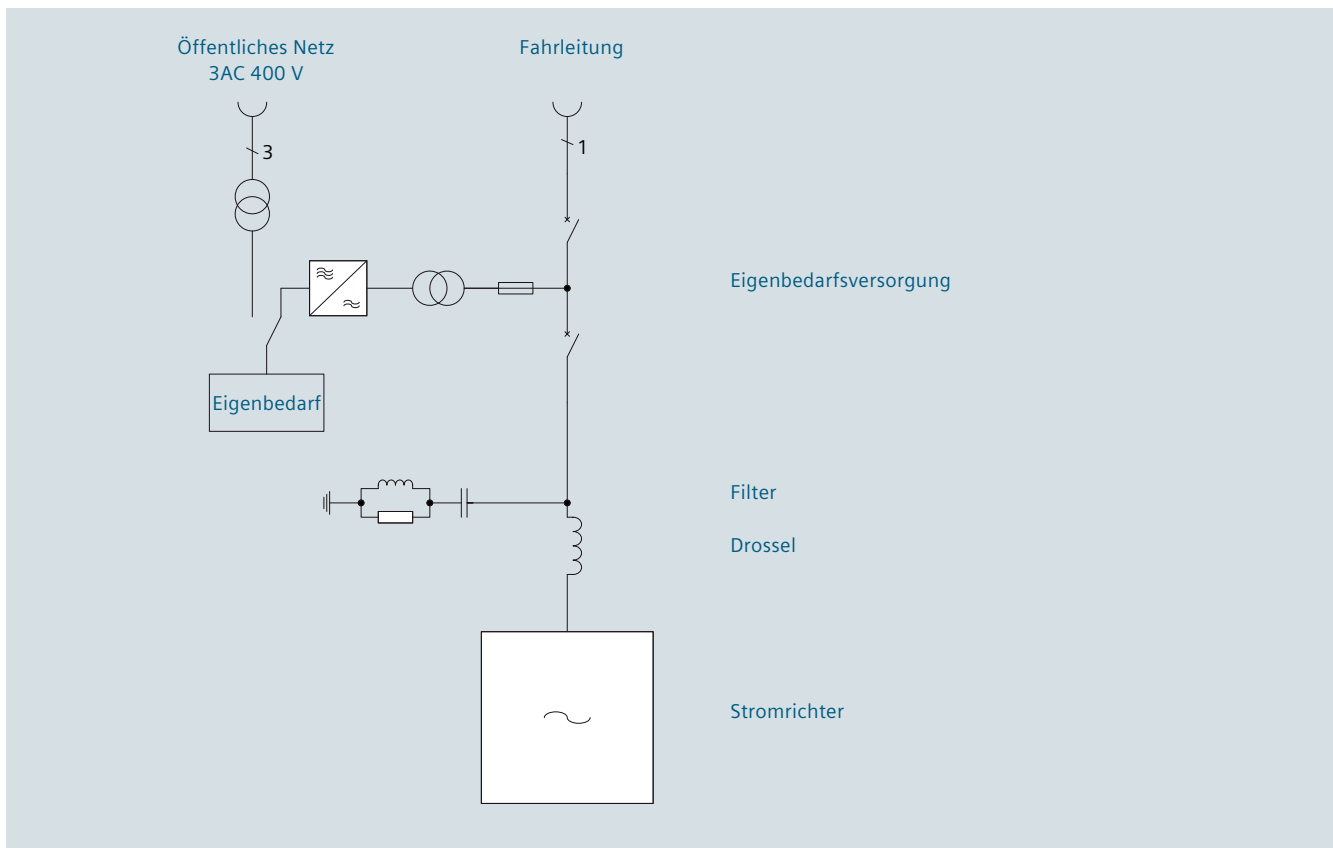 Öffentliches Netz
3AC 400 V
Fahrleitung
3
1
Eigenbedarfsversorgung
Eigenbedarf
Filter
Drossel
Stromrichter